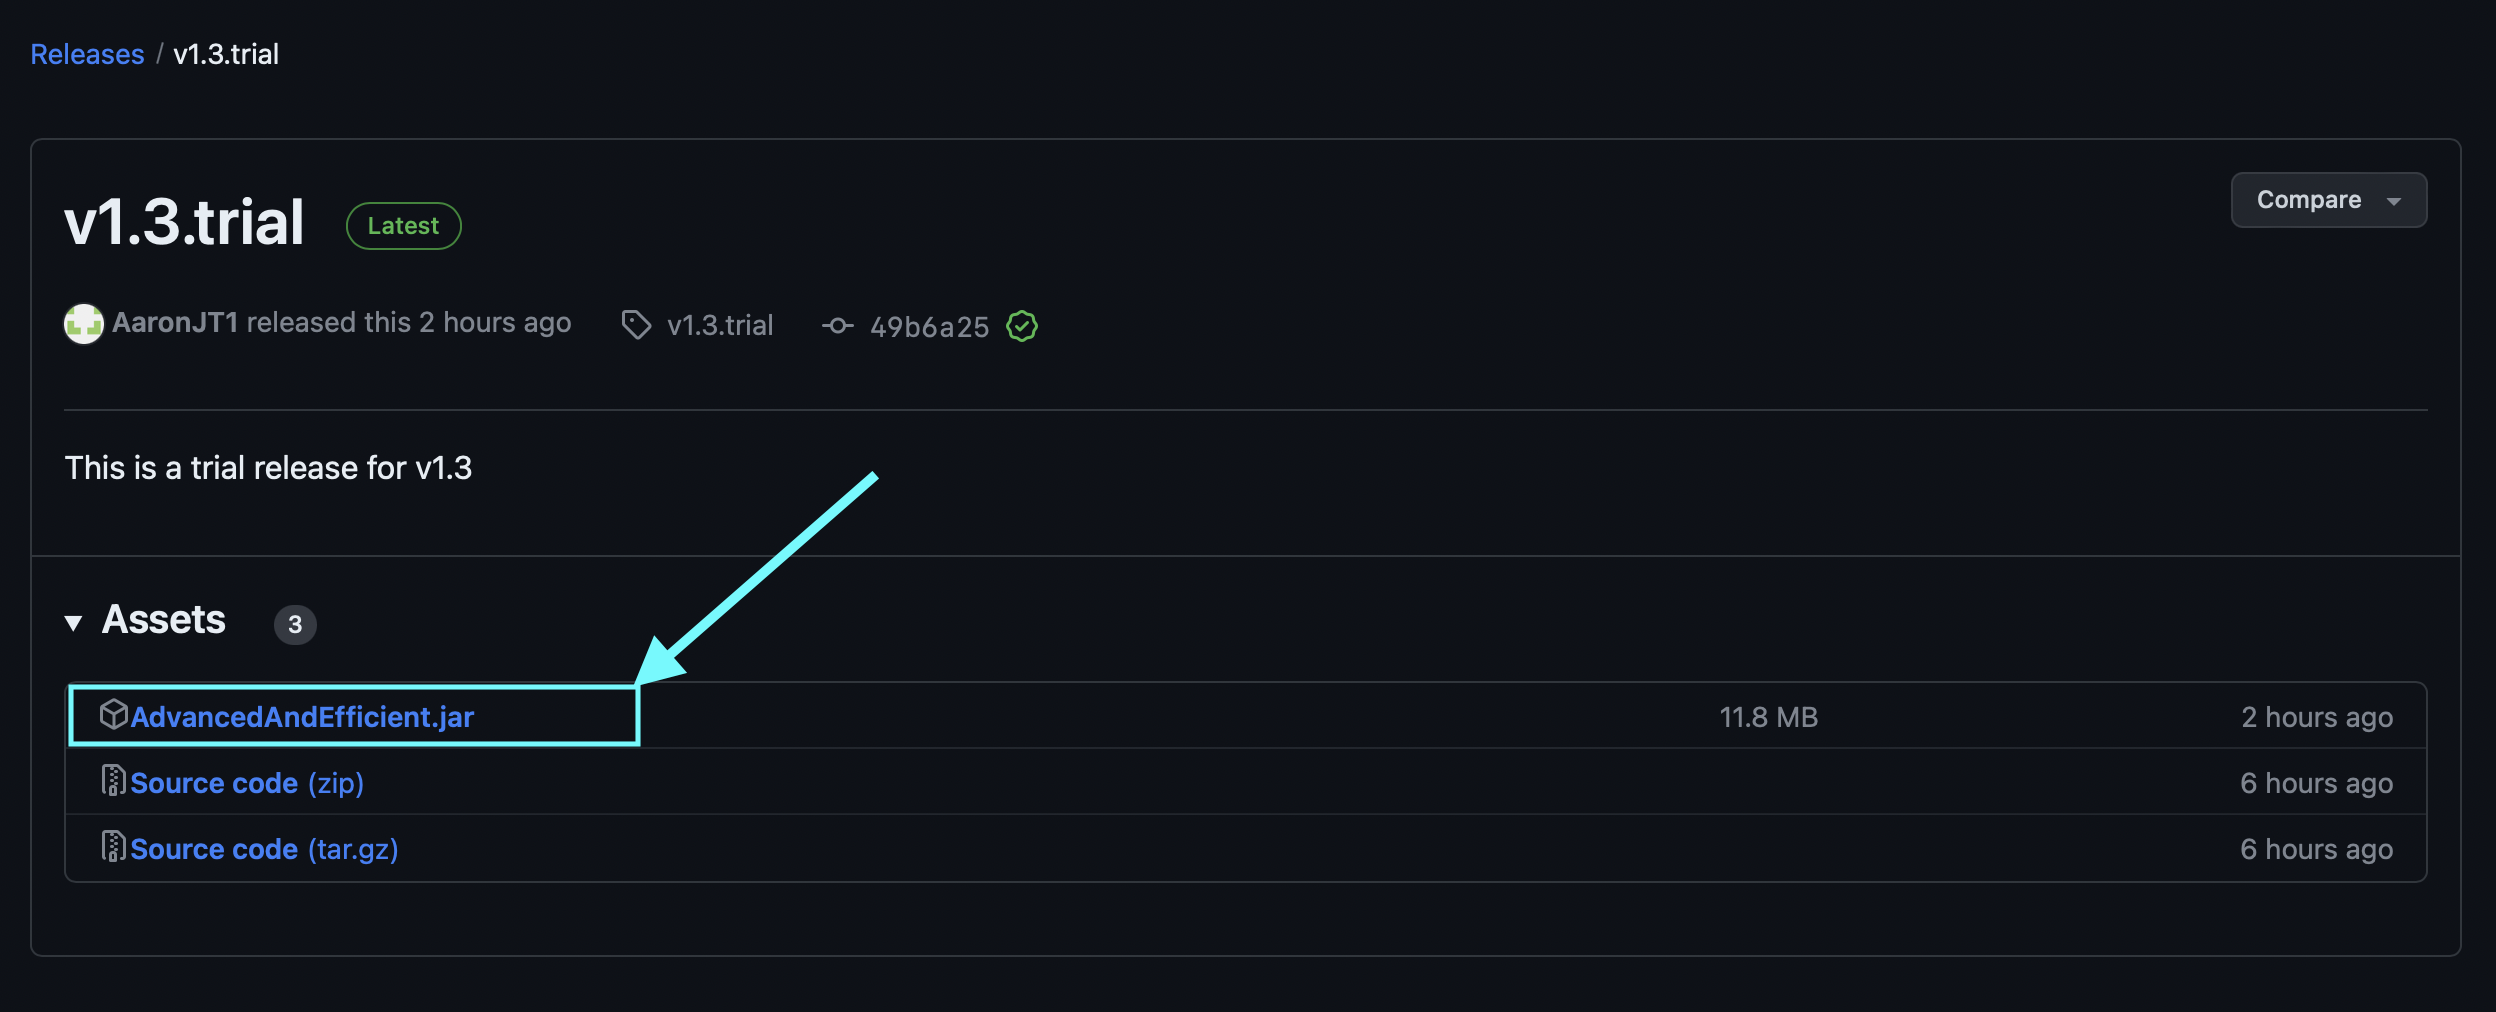 Releases / v1.3.trial
v1.3.trial Latest Compare
AaronJT1 released this 2 hours ago v1.3.trial 49b6a25
This is a trial release for v1.3
Assets 3
AdvancedAndEfficient.jar 11.8 MB 2 hours ago
Source code (zip) 6 hours ago
Source code (tar.gz) 6 hours ago